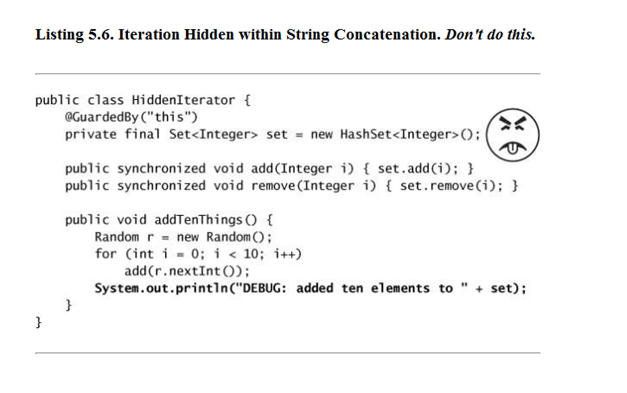 Listing 5.6. Iteration Hidden within String Concatenation. Don't do this.
public class HiddenIterator {
    @GuardedBy("this")
    private final Set<Integer> set = new HashSet<Integer>();
    public synchronized void add(Integer i) { set.add(i); }
    public synchronized void remove(Integer i) { set.remove(i); }
    public void addTenThings() {
        Random r = new Random();
        for (int i = 0; i < 10; i++)
            add(r.nextInt());
        System.out.println("DEBUG: added ten elements to " + set);
    }
}